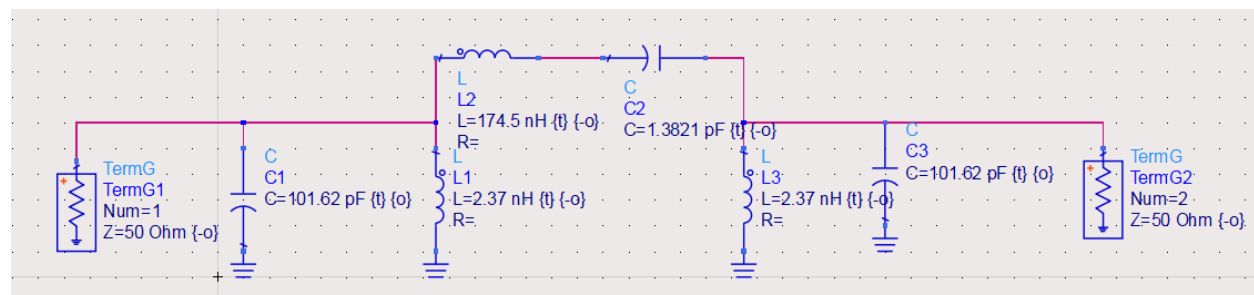 L
L2
L=174.5 nH {t} {-o}
R=
C
C2
C=1.3821 pF {t} {-o}
TermG
TermG1
Num=1
Z=50 Ohm {-o}
C
C1
C=101.62 pF {t} {o}
L
L1
L=2.37 nH {t} {-o}
R=
L
L3
L=2.37 nH {t} {-o}
R=
C
C3
C=101.62 pF {t} {o}
TermG
TermG2
Num=2
Z=50 Ohm {-o}